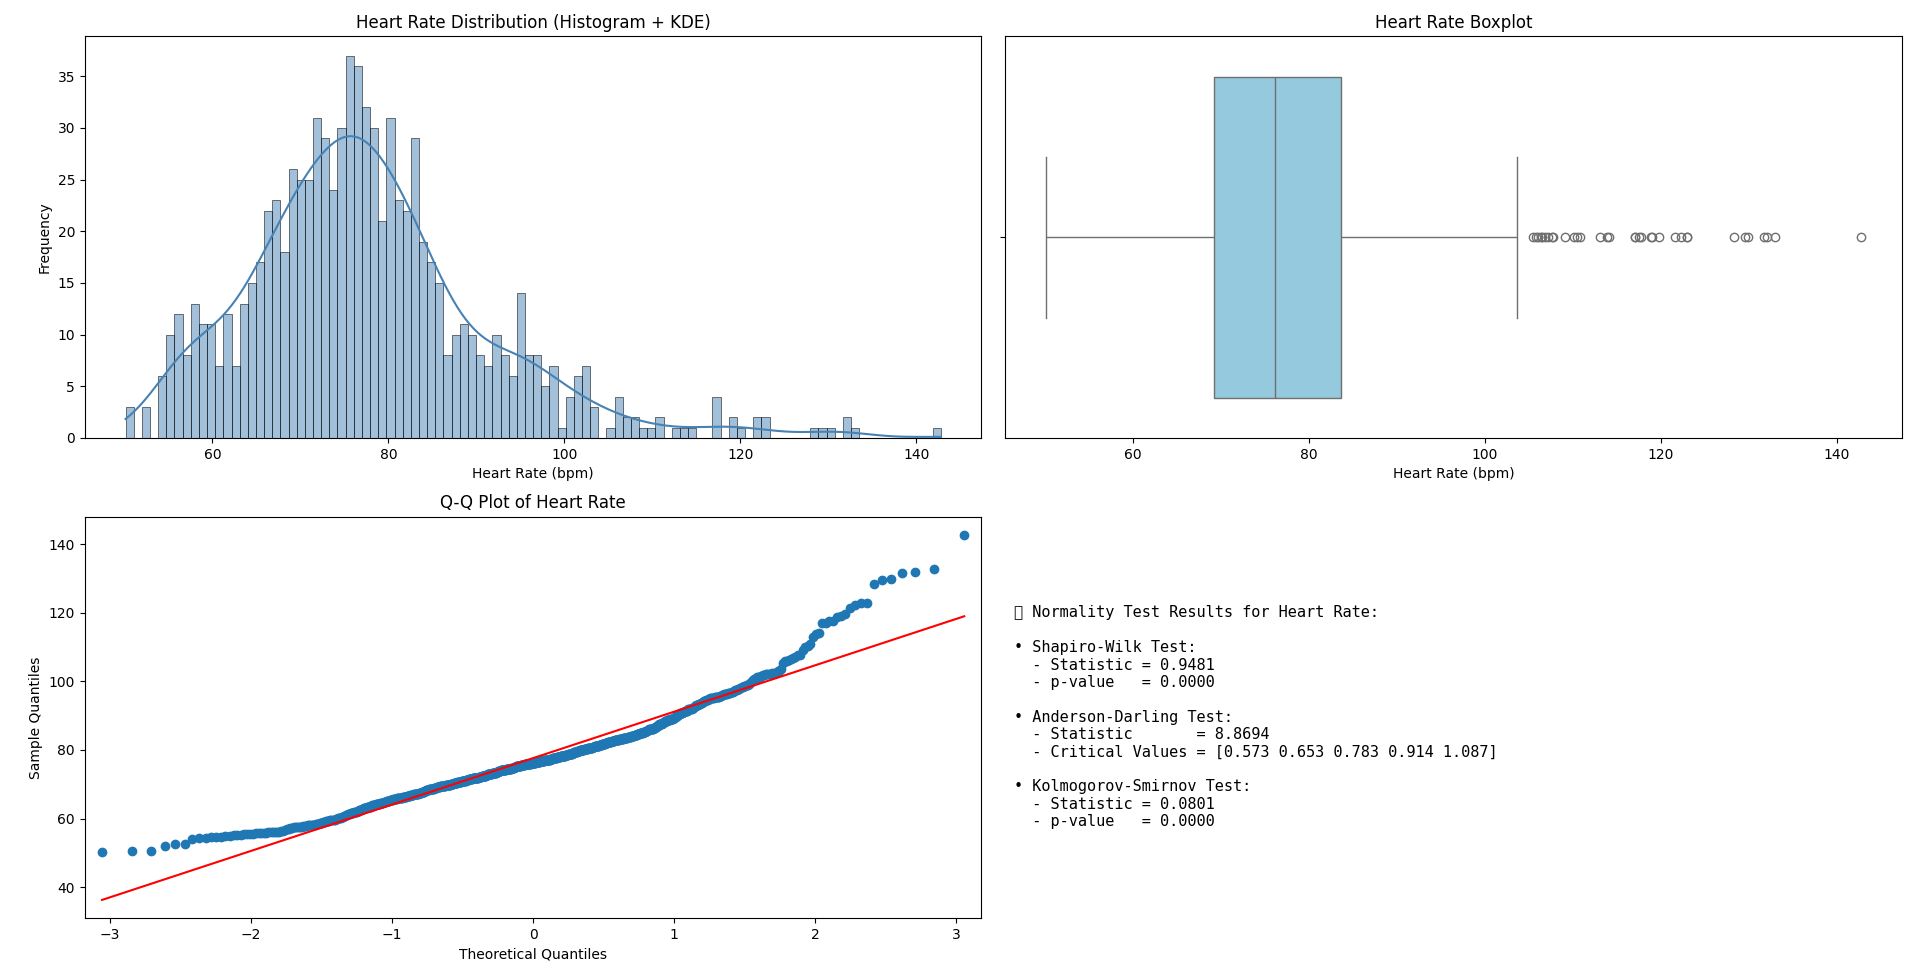 Heart Rate Distribution (Histogram + KDE)
35
30
25
20
15
10
5
0
Frequency
60 80 100 120 140
Heart Rate (bpm)
Heart Rate Boxplot
60 80 100 120 140
Heart Rate (bpm)
Q-Q Plot of Heart Rate
140
120
100
80
60
40
Sample Quantiles
−3 −2 −1 0 1 2 3
Theoretical Quantiles
Normality Test Results for Heart Rate:
• Shapiro-Wilk Test:
- Statistic = 0.9481
- p-value   = 0.0000
• Anderson-Darling Test:
- Statistic       = 8.8694
- Critical Values = [0.573 0.653 0.783 0.914 1.087]
• Kolmogorov-Smirnov Test:
- Statistic = 0.0801
- p-value   = 0.0000